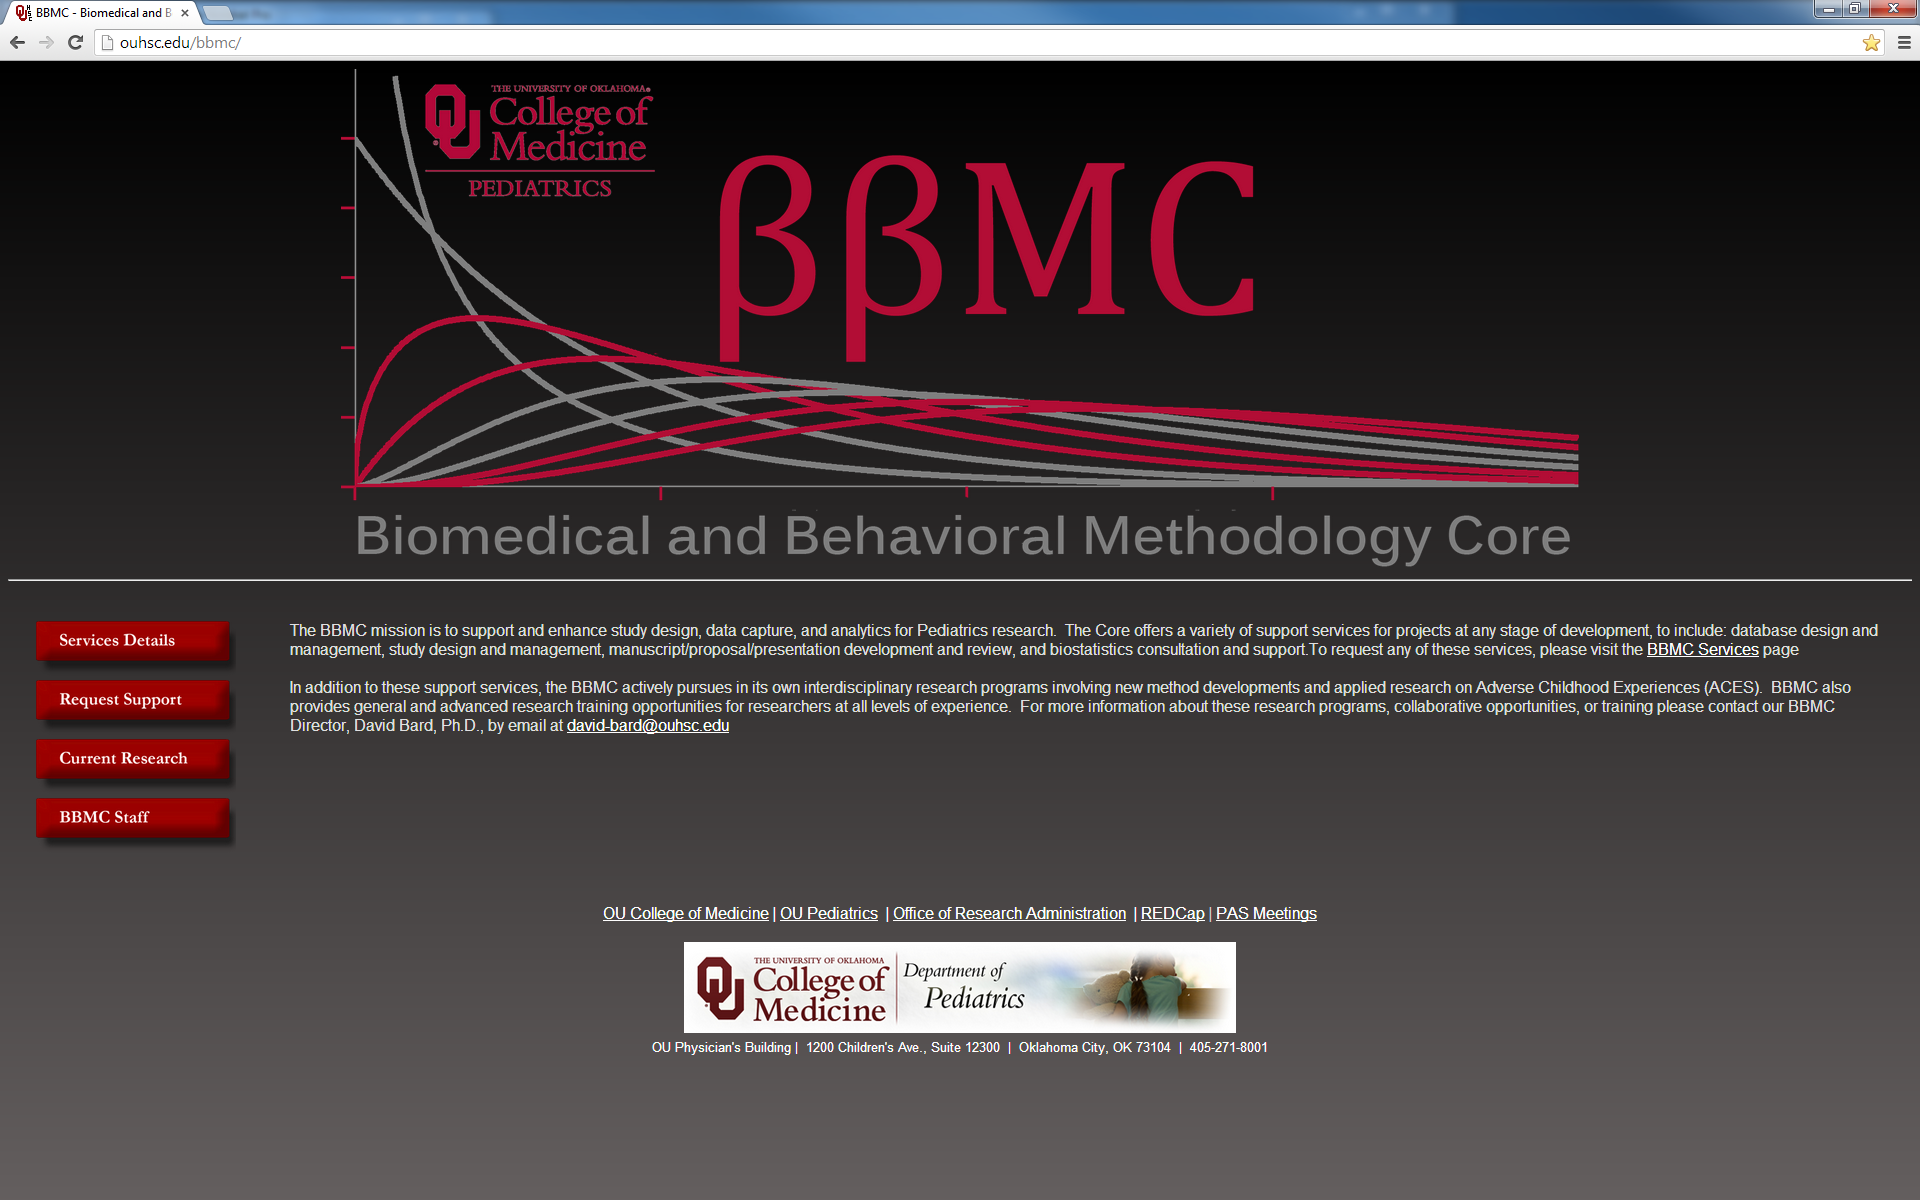 BBMC - Biomedical and B
ouhsc.edu/bbmc/
THE UNIVERSITY OF OKLAHOMA
College of
Medicine
PEDIATRICS
ββMC
Biomedical and Behavioral Methodology Core
Services Details
Request Support
Current Research
BBMC Staff
The BBMC mission is to support and enhance study design, data capture, and analytics for Pediatrics research.  The Core offers a variety of support services for projects at any stage of development, to include: database design and
management, study design and management, manuscript/proposal/presentation development and review, and biostatistics consultation and support.To request any of these services, please visit the BBMC Services page
In addition to these support services, the BBMC actively pursues in its own interdisciplinary research programs involving new method developments and applied research on Adverse Childhood Experiences (ACES).  BBMC also
provides general and advanced research training opportunities for researchers at all levels of experience.  For more information about these research programs, collaborative opportunities, or training please contact our BBMC
Director, David Bard, Ph.D., by email at david-bard@ouhsc.edu
OU College of Medicine | OU Pediatrics | Office of Research Administration | REDCap | PAS Meetings
THE UNIVERSITY OF OKLAHOMA
College of
Medicine
Department of
Pediatrics
OU Physician's Building | 1200 Children's Ave., Suite 12300 | Oklahoma City, OK 73104 | 405-271-8001